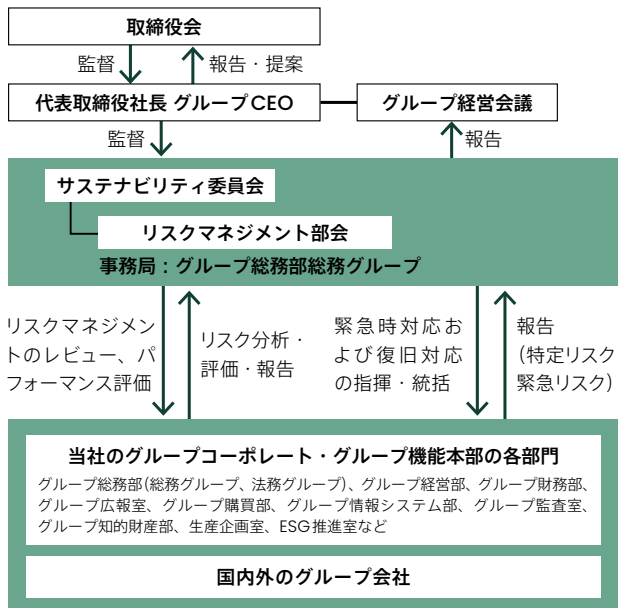 取締役会
監督
報告・提案
代表取締役社長 グループCEO
グループ経営会議
監督
報告
サステナビリティ委員会
リスクマネジメント部会
事務局：グループ総務部総務グループ
リスクマネジメン
トのレビュー、パ
フォーマンス評価
リスク分析・
評価・報告
緊急時対応お
よび復旧対応
の指揮・統括
報告
(特定リスク
緊急リスク)
当社のグループコーポレート・グループ機能本部の各部門
グループ総務部(総務グループ、法務グループ)、グループ経営部、グループ財務部、
グループ広報室、グループ購買部、グループ情報システム部、グループ監査室、
グループ知的財産部、生産企画室、ESG推進室など
国内外のグループ会社